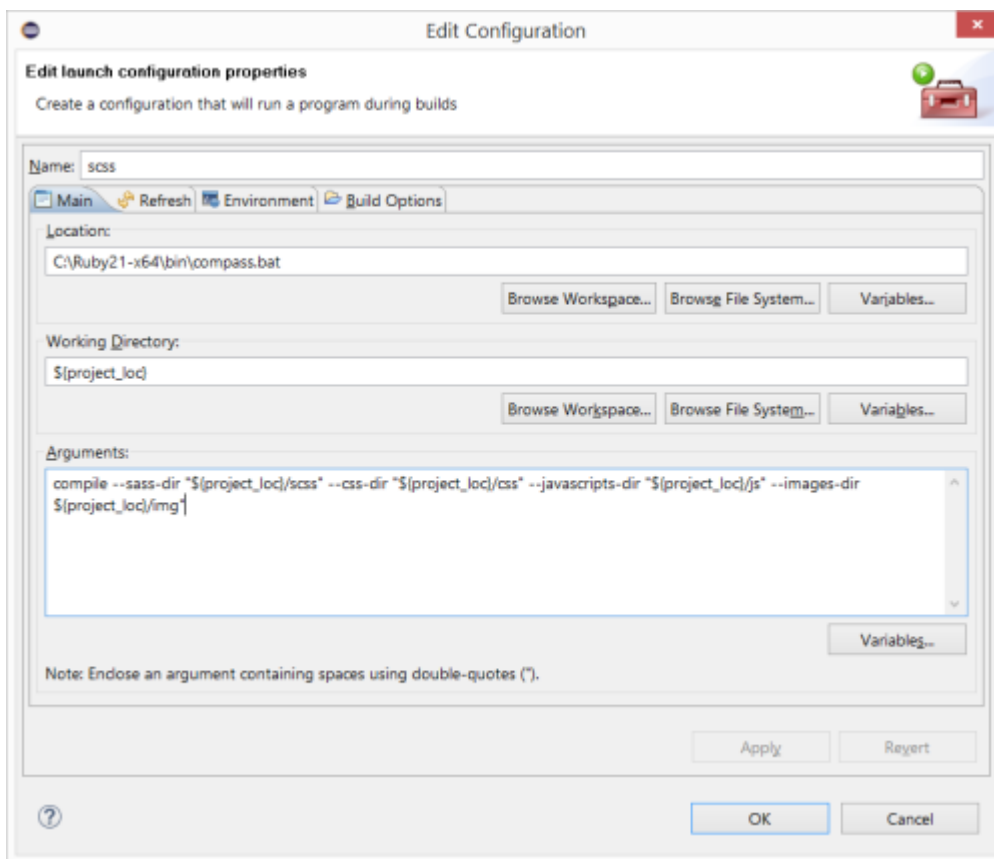 Edit Configuration
Edit launch configuration properties
Create a configuration that will run a program during builds
Name: scss
Main Refresh Environment Build Options
Location:
C:\Ruby21-x64\bin\compass.bat
Browse Workspace... Browse File System... Variables...
Working Directory:
${project_loc}
Browse Workspace... Browse File System... Variables...
Arguments:
compile --sass-dir "${project_loc}/scss" --css-dir "${project_loc}/css" --javascripts-dir "${project_loc}/js" --images-dir
${project_loc}/img"
Variables...
Note: Enclose an argument containing spaces using double-quotes (").
Apply Revert
? OK Cancel